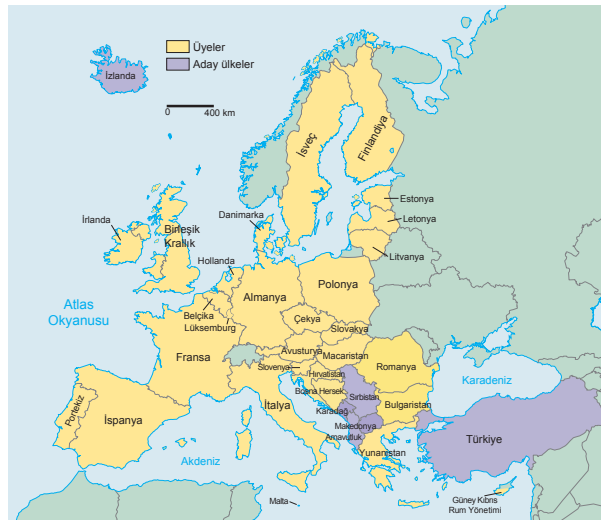 Üyeler
Aday ülkeler
0 400 km
İzlanda
İsveç
Finlandiya
Estonya
Letonya
Litvanya
Danimarka
İrlanda
Birleşik
Krallık
Hollanda
Polonya
Almanya
Belçika
Lüksemburg
Atlas
Okyanusu
Çekya
Slovakya
Fransa
Avusturya
Macaristan
Slovenya
Hırvatistan
Romanya
Karadeniz
Bosna Hersek
Sırbistan
Portekiz
İspanya
İtalya
Karadağ
Bulgaristan
Makedonya
Arnavutluk
Türkiye
Yunanistan
Akdeniz
Malta
Güney Kıbrıs
Rum Yönetimi